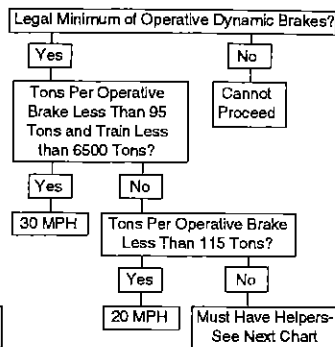 Legal Minimum of Operative Dynamic Brakes?
Yes
No
Tons Per Operative
Brake Less Than 95
Tons and Train Less
than 6500 Tons?
Cannot
Proceed
Yes
No
30 MPH
Tons Per Operative Brake
Less Than 115 Tons?
Yes
No
20 MPH
Must Have Helpers-
See Next Chart